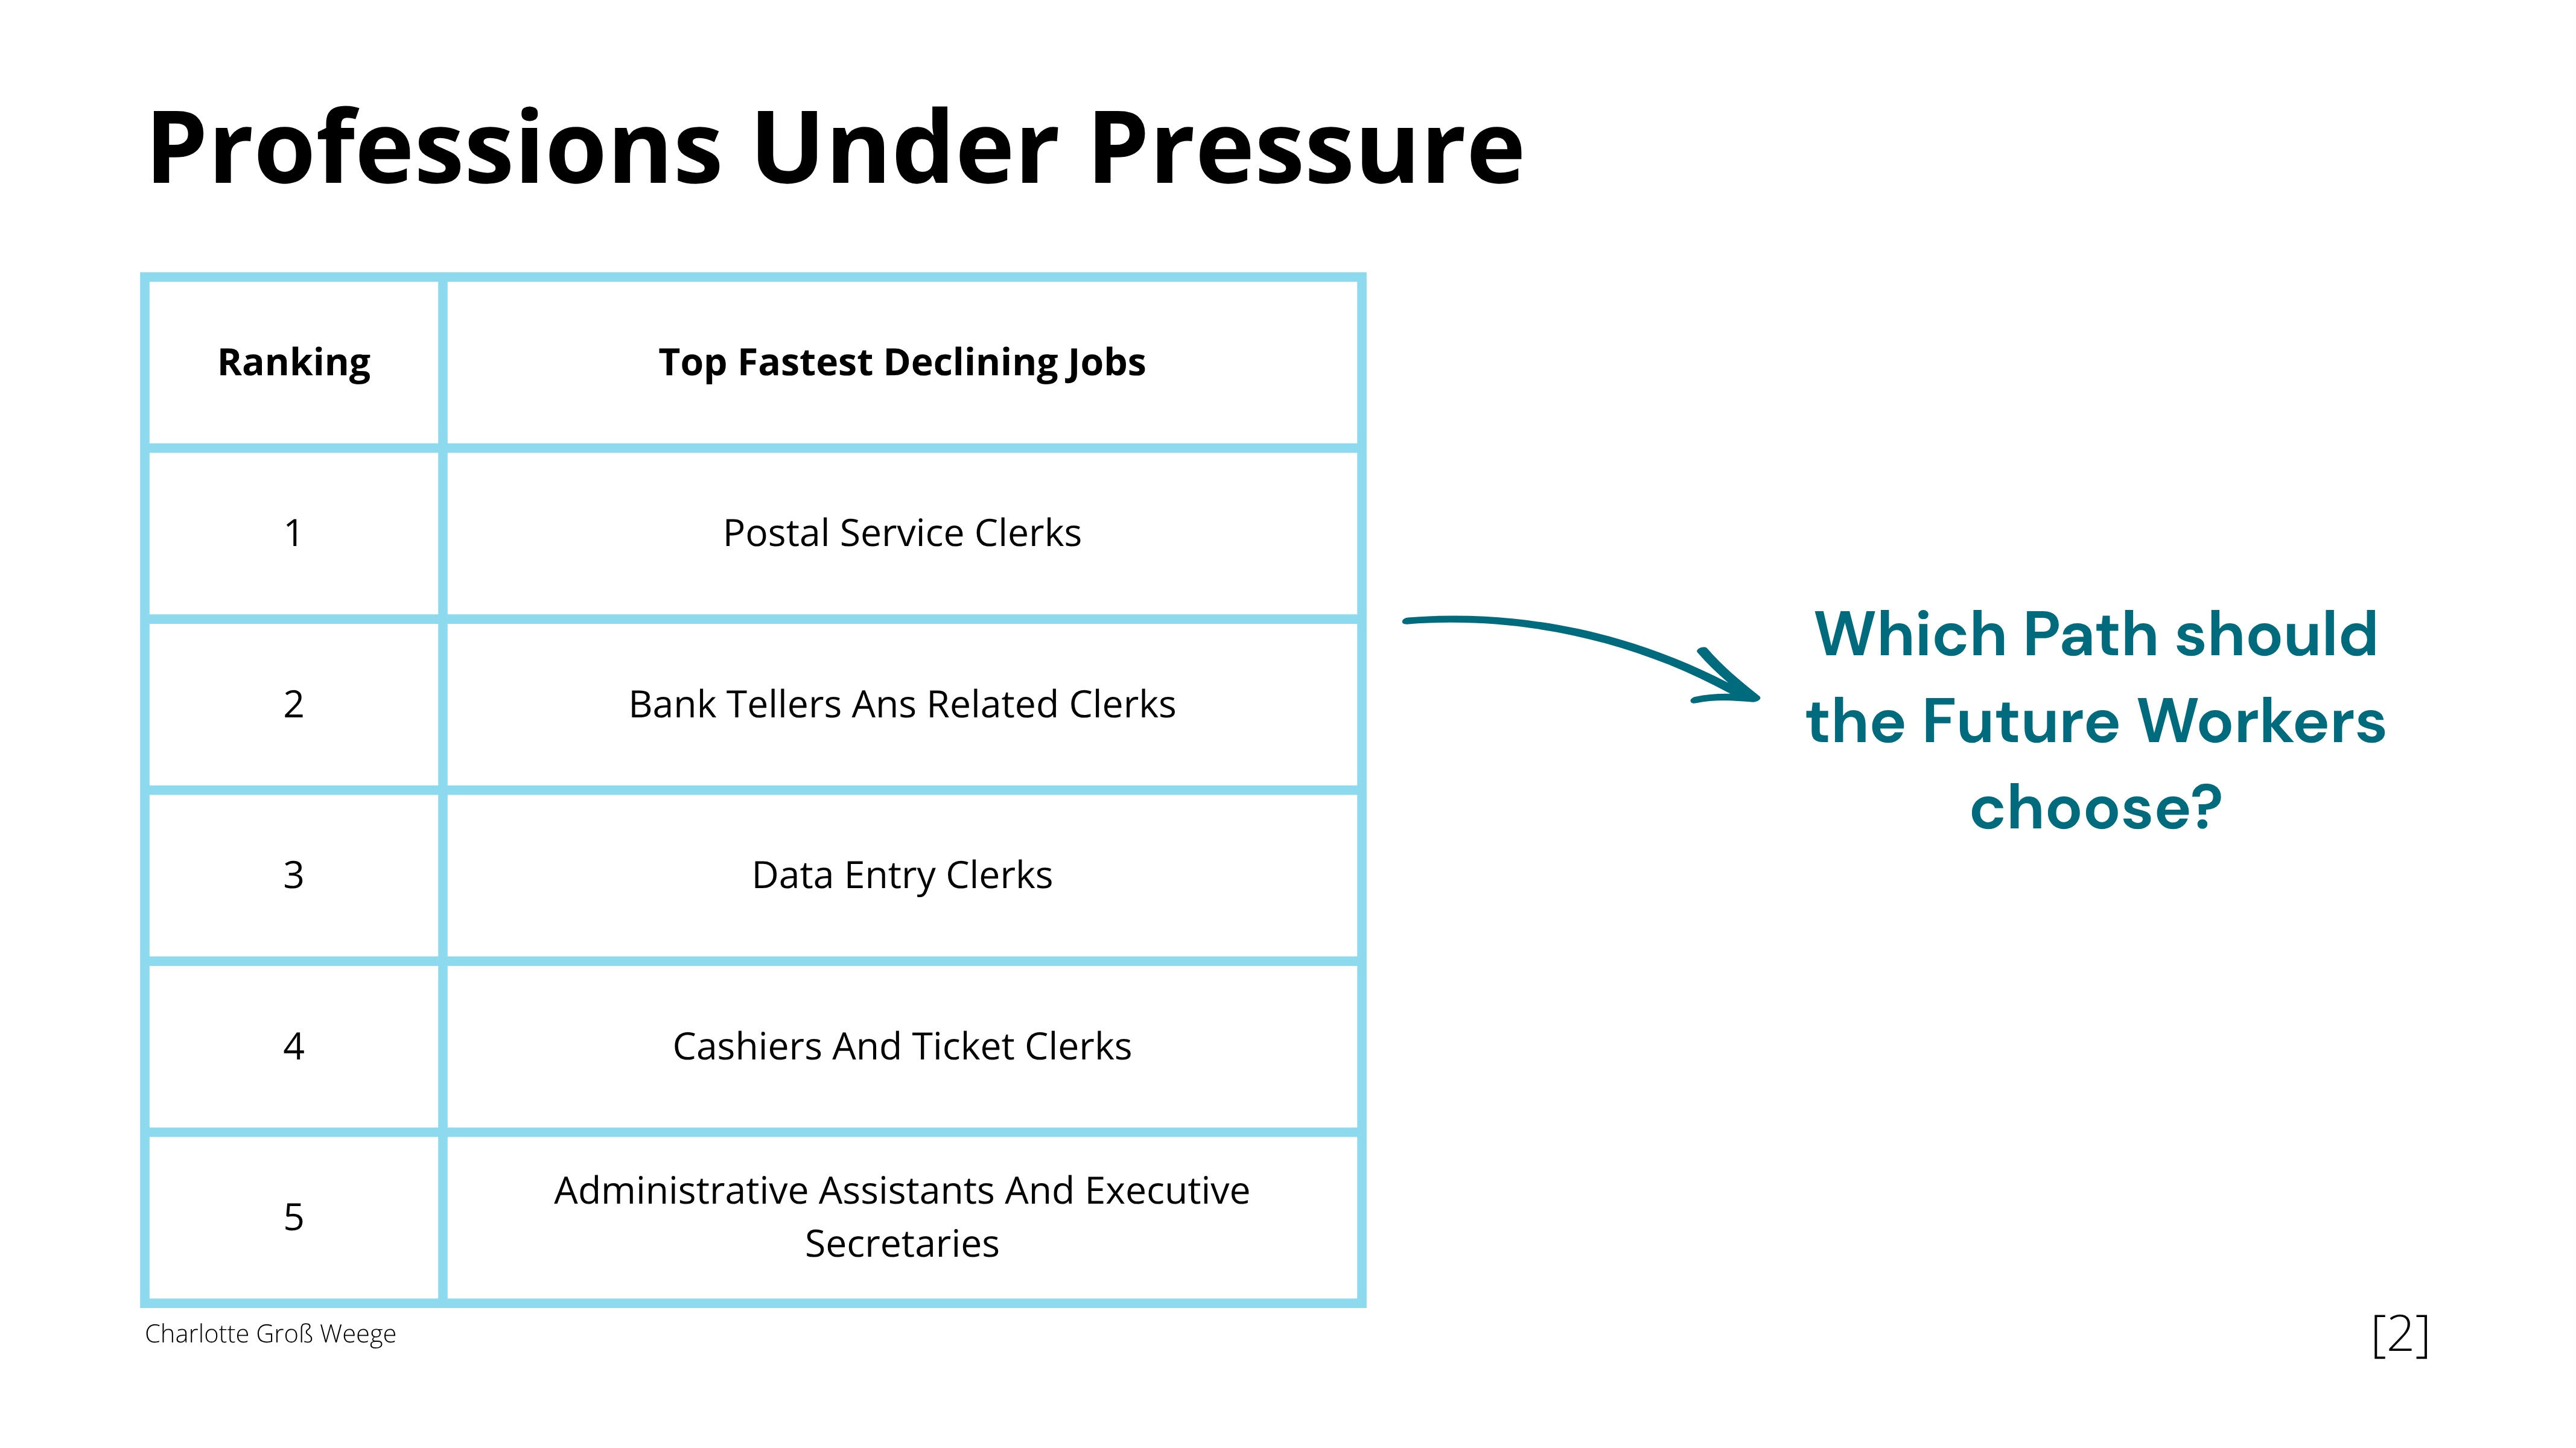 Professions Under Pressure
Ranking
Top Fastest Declining Jobs
1
Postal Service Clerks
2
Bank Tellers Ans Related Clerks
3
Data Entry Clerks
4
Cashiers And Ticket Clerks
5
Administrative Assistants And Executive
Secretaries
Which Path should
the Future Workers
choose?
Charlotte Groß Weege
[2]